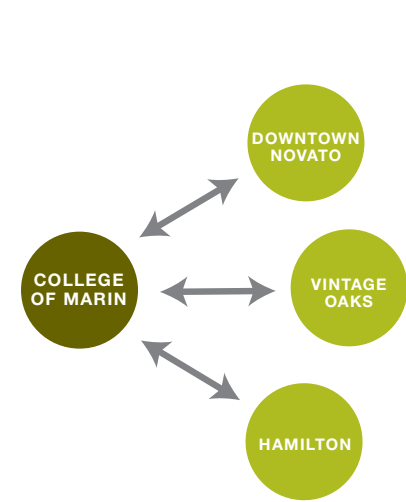 DOWNTOWN
NOVATO
COLLEGE
OF MARIN
VINTAGE
OAKS
HAMILTON